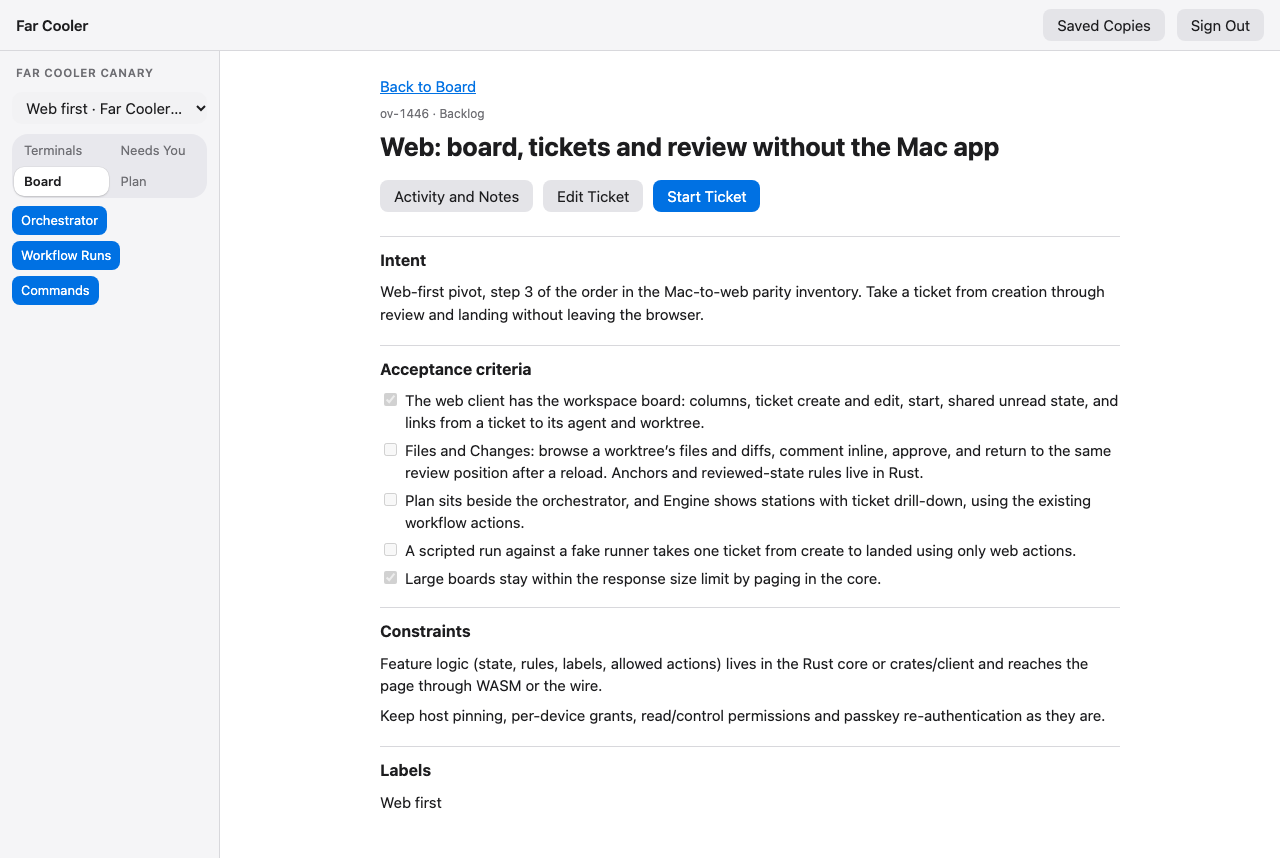 Far Cooler
Saved Copies
Sign Out
FAR COOLER CANARY
Web first · Far Cooler...
Terminals
Needs You
Board
Plan
Orchestrator
Workflow Runs
Commands
Back to Board
ov-1446 · Backlog
Web: board, tickets and review without the Mac app
Activity and Notes
Edit Ticket
Start Ticket
Intent
Web-first pivot, step 3 of the order in the Mac-to-web parity inventory. Take a ticket from creation through
review and landing without leaving the browser.
Acceptance criteria
The web client has the workspace board: columns, ticket create and edit, start, shared unread state, and
links from a ticket to its agent and worktree.
Files and Changes: browse a worktree’s files and diffs, comment inline, approve, and return to the same
review position after a reload. Anchors and reviewed-state rules live in Rust.
Plan sits beside the orchestrator, and Engine shows stations with ticket drill-down, using the existing
workflow actions.
A scripted run against a fake runner takes one ticket from create to landed using only web actions.
Large boards stay within the response size limit by paging in the core.
Constraints
Feature logic (state, rules, labels, allowed actions) lives in the Rust core or crates/client and reaches the
page through WASM or the wire.
Keep host pinning, per-device grants, read/control permissions and passkey re-authentication as they are.
Labels
Web first